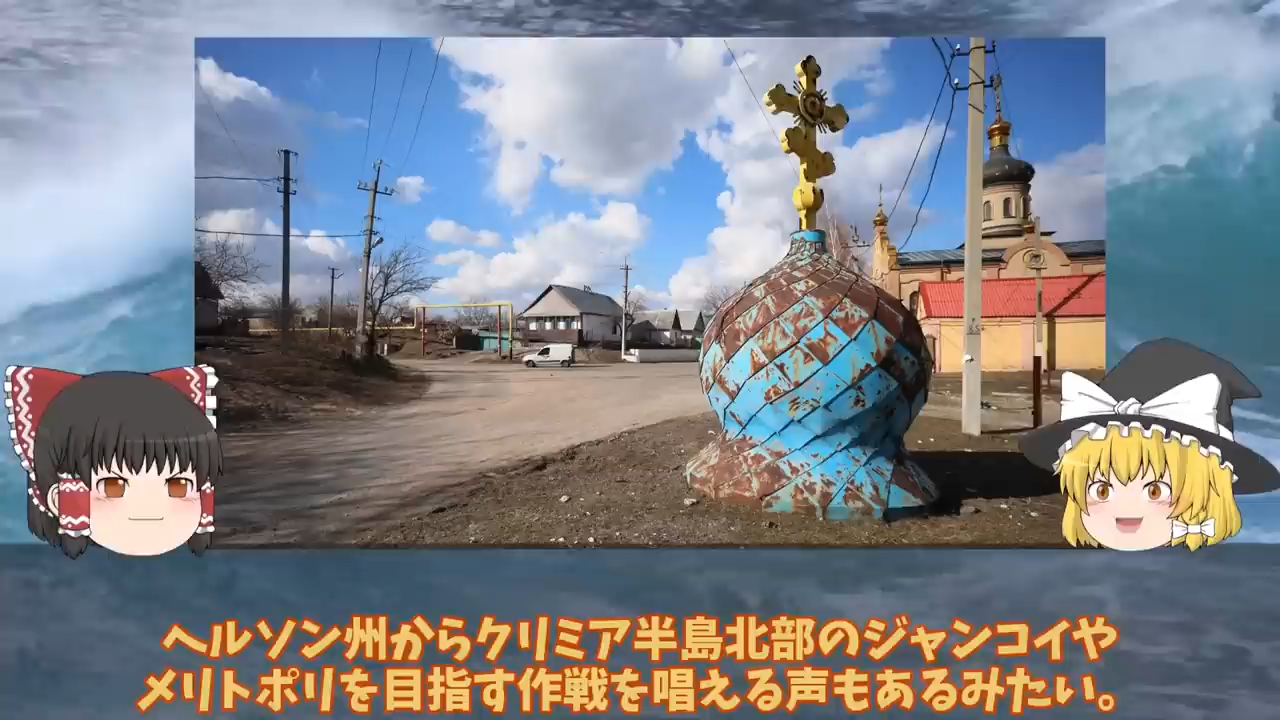 ヘルソン州からクリミア半島北部のジャンコイや
メリトポリを目指す作戦を唱える声もあるみたい。